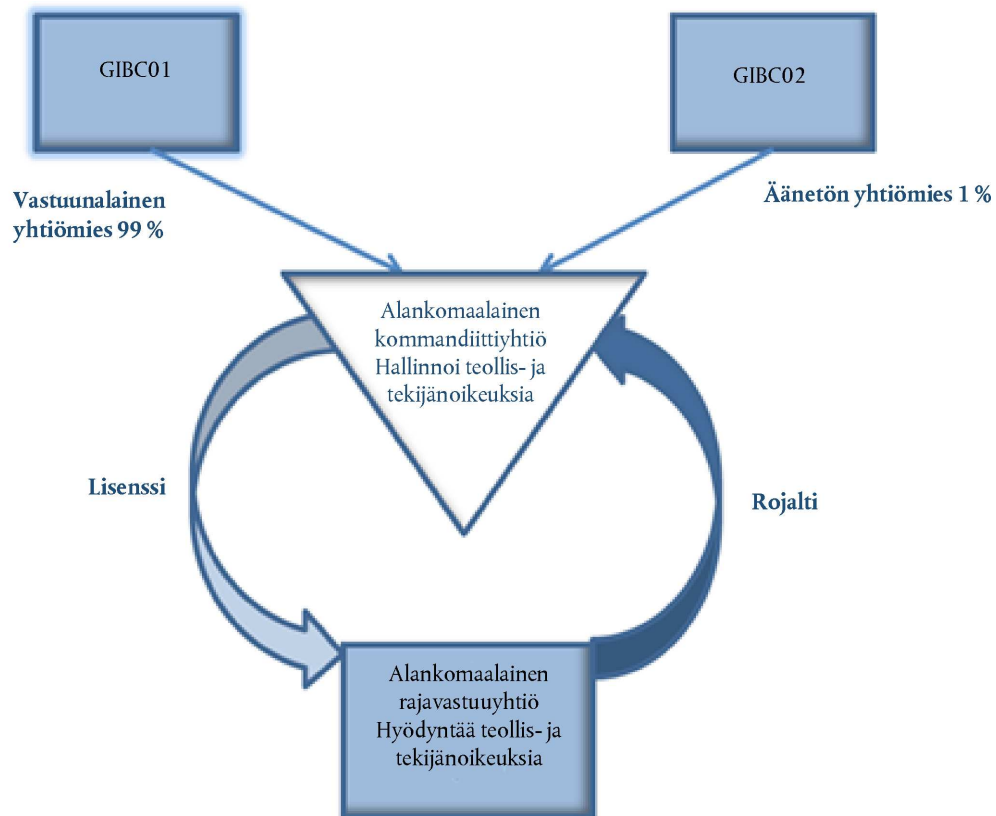 GIBC01
GIBC02
Vastuunalainen
yhtiömies 99 %
Äänetön yhtiömies 1 %
Alankomaalainen
kommandiittiyhtiö
Hallinnoi teollis- ja
tekijänoikeuksia
Lisenssi
Rojalti
Alankomaalainen
rajavastuuyhtiö
Hyödyntää teollis- ja
tekijänoikeuksia